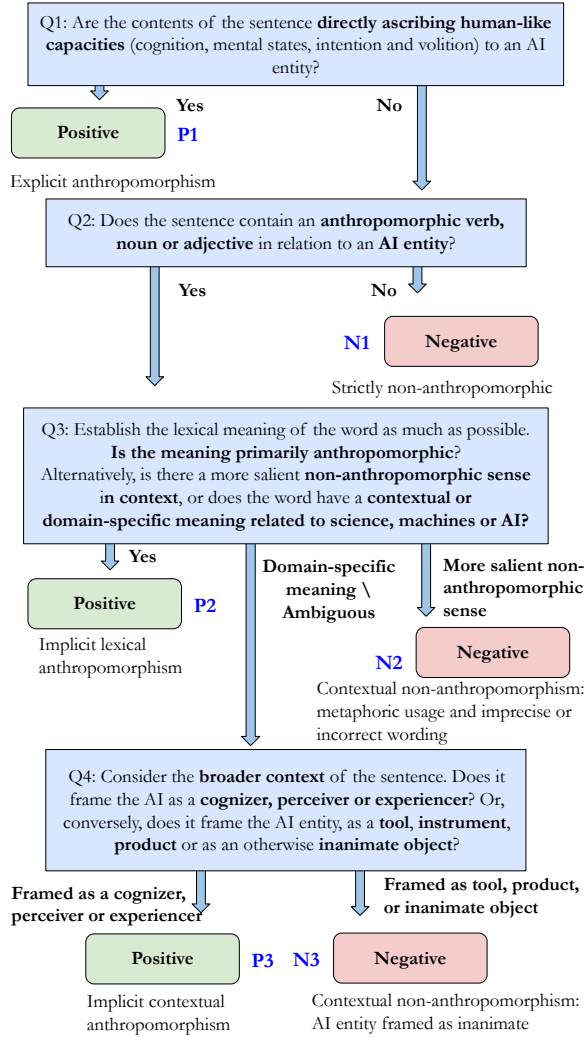 Q1: Are the contents of the sentence directly ascribing human-like
capacities (cognition, mental states, intention and volition) to an AI
entity?
Yes
No
Positive
P1
Explicit anthropomorphism
Q2: Does the sentence contain an anthropomorphic verb,
noun or adjective in relation to an AI entity?
Yes
No
N1
Negative
Strictly non-anthropomorphic
Q3: Establish the lexical meaning of the word as much as possible.
Is the meaning primarily anthropomorphic?
Alternatively, is there a more salient non-anthropomorphic sense
in context, or does the word have a contextual or
domain-specific meaning related to science, machines or AI?
Yes
Domain-specific
meaning \
Ambiguous
More salient non-
anthropomorphic
sense
Positive
P2
Implicit lexical
anthropomorphism
N2
Negative
Contextual non-anthropomorphism:
metaphoric usage and imprecise or
incorrect wording
Q4: Consider the broader context of the sentence. Does it
frame the AI as a cognizer, perceiver or experiencer? Or,
conversely, does it frame the AI entity, as a tool, instrument,
product or as an otherwise inanimate object?
Framed as a cognizer,
perceiver or experiencer
Framed as tool, product,
or inanimate object
Positive
P3
N3
Negative
Implicit contextual
anthropomorphism
Contextual non-anthropomorphism:
AI entity framed as inanimate